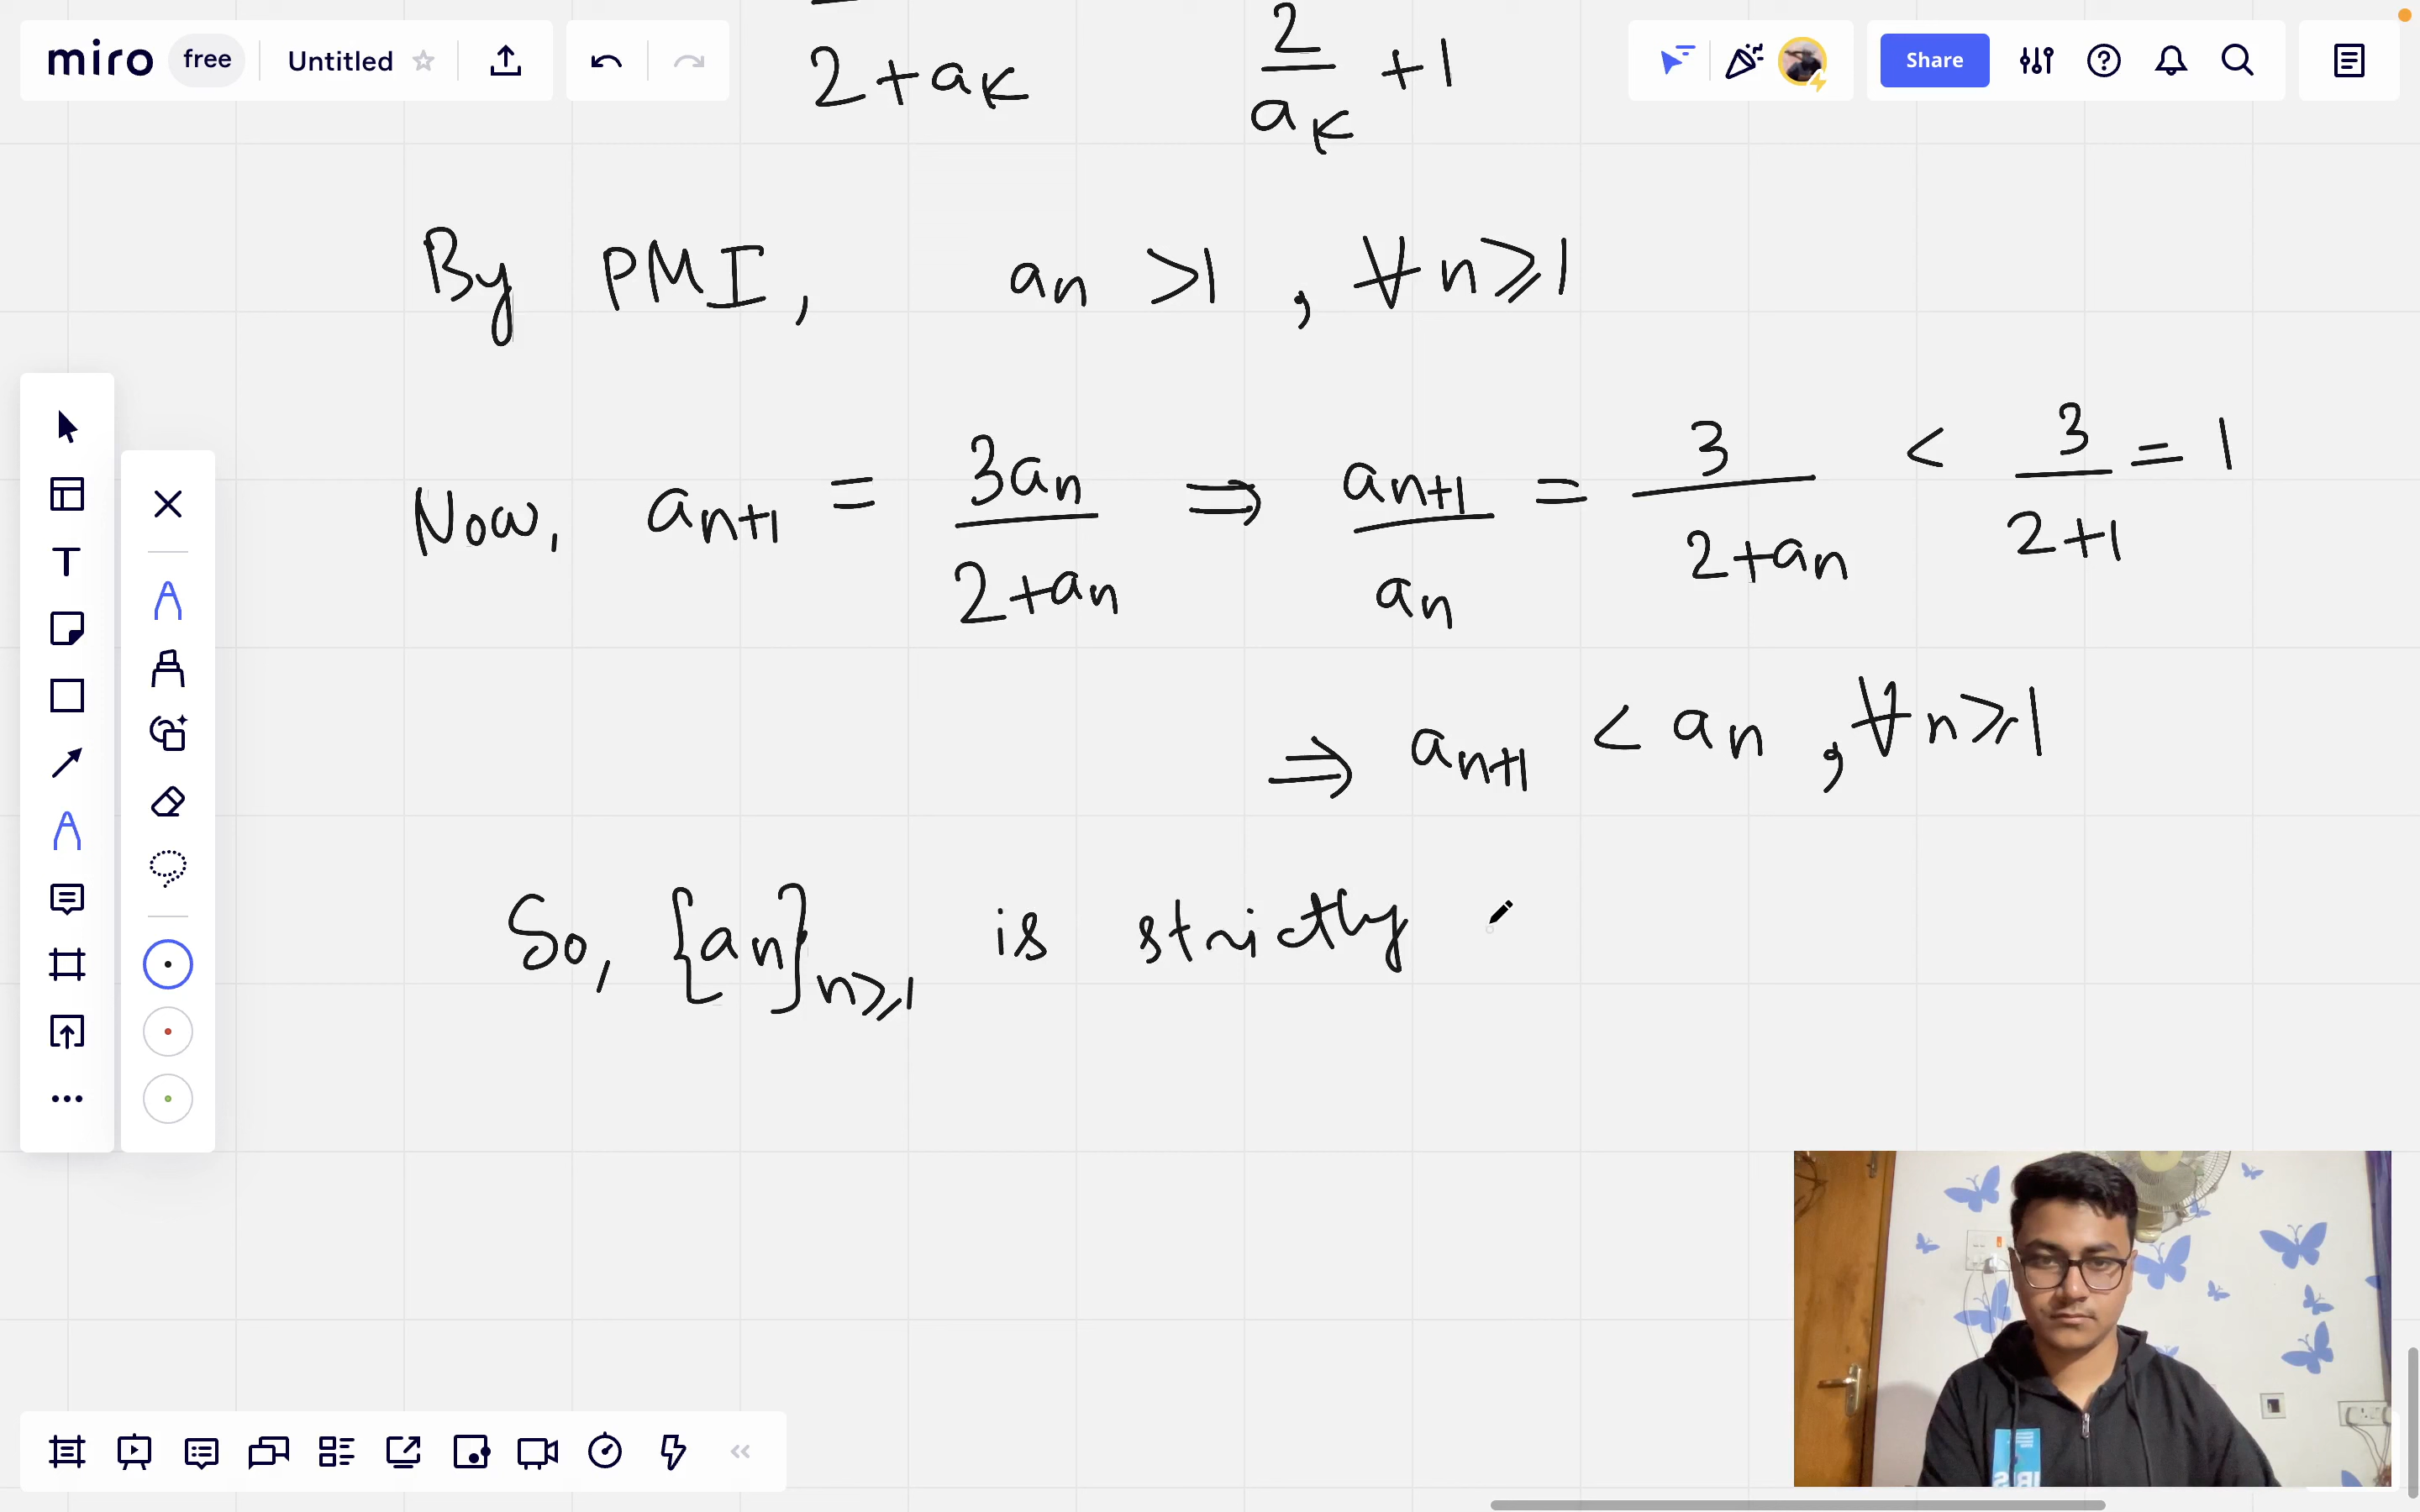 miro free Untitled Share
2+aₖ 2/aₖ +1
By PMI, aₙ >1 , ∀ n⩾1
Now, aₙ₊₁ = 3aₙ/(2+aₙ) ⇒ aₙ₊₁/aₙ = 3/(2+aₙ) < 3/(2+1) = 1
⇒ aₙ₊₁ < aₙ , ∀ n⩾1
So, {aₙ}ₙ⩾₁ is strictly